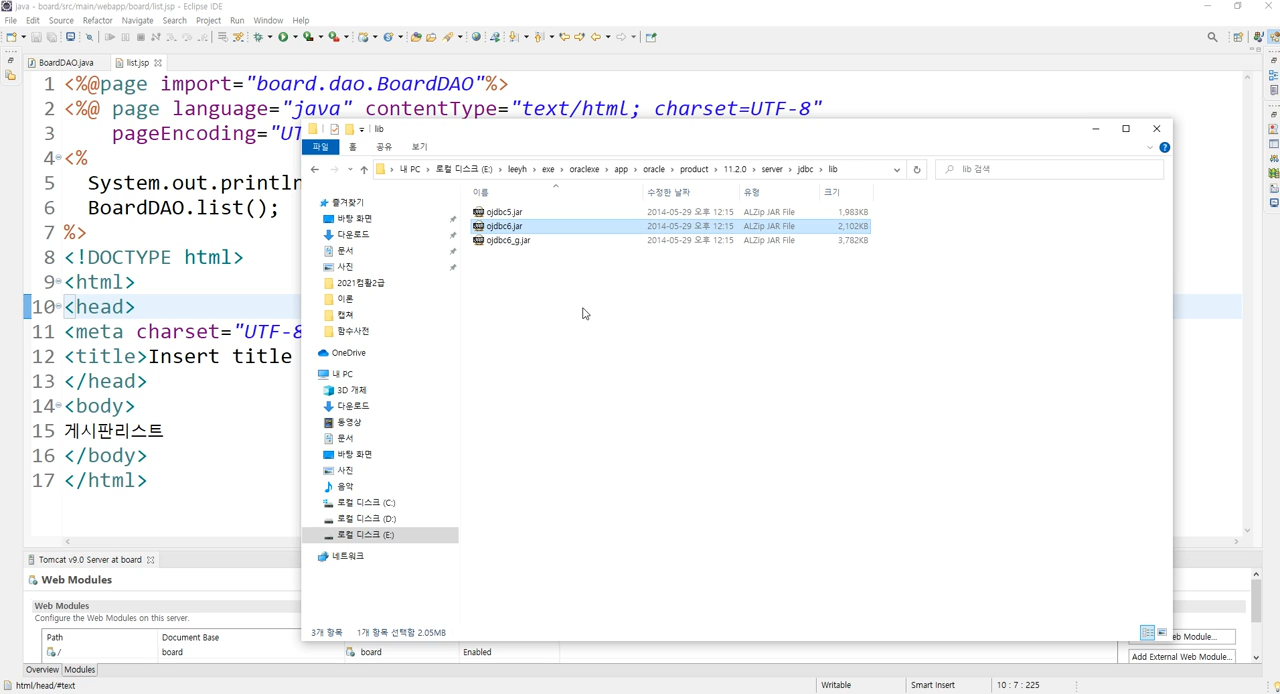 java - board/src/main/webapp/board/list.jsp - Eclipse IDE
File Edit Source Refactor Navigate Search Project Run Window Help
BoardDAO.java
list.jsp
1 <%@page import="board.dao.BoardDAO"%>
2 <%@ page language="java" contentType="text/html; charset=UTF-8"
3 pageEncoding="UT
4 <%
5 System.out.println
6 BoardDAO.list();
7 %>
8 <!DOCTYPE html>
9 <html>
10 <head>
11 <meta charset="UTF-8
12 <title>Insert title
13 </head>
14 <body>
15 게시판리스트
16 </body>
17 </html>
lib
파일 홈 공유 보기
내 PC > 로컬 디스크 (E:) > leeyh > exe > oraclexe > app > oracle > product > 11.2.0 > server > jdbc > lib
lib 검색
이름 수정한 날짜 유형 크기
ojdbc5.jar 2014-05-29 오후 12:15 ALZip JAR File 1,983KB
ojdbc6.jar 2014-05-29 오후 12:15 ALZip JAR File 2,102KB
ojdbc6_g.jar 2014-05-29 오후 12:15 ALZip JAR File 3,782KB
즐겨찾기
바탕 화면
다운로드
문서
사진
2021컴활2급
이론
캡쳐
함수사전
OneDrive
내 PC
3D 개체
다운로드
동영상
문서
바탕 화면
사진
음악
로컬 디스크 (C:)
로컬 디스크 (D:)
로컬 디스크 (E:)
네트워크
3개 항목 1개 항목 선택함 2.05MB
Tomcat v9.0 Server at board
Web Modules
Web Modules
Configure the Web Modules on this server.
Path Document Base
/ board board Enabled
eb Module...
Add External Web Module...
Overview Modules
html/head/#text Writable Smart Insert 10 : 7 : 225